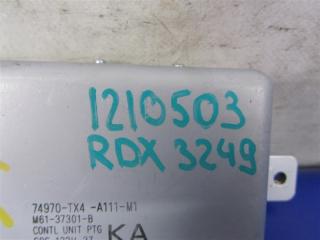 1210503
RDX 3249
74970-TX4 -A111-M1
M61-37301-B
CONTL UNIT PTG
KA